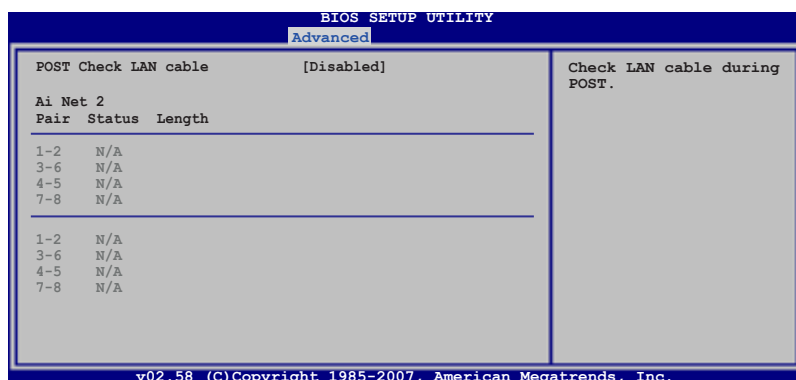 BIOS SETUP UTILITY
Advanced
POST Check LAN cable [Disabled]
Ai Net 2
Pair Status Length
1-2 N/A
3-6 N/A
4-5 N/A
7-8 N/A
1-2 N/A
3-6 N/A
4-5 N/A
7-8 N/A
Check LAN cable during
POST.
v02.58 (C)Copyright 1985-2007, American Megatrends, Inc.